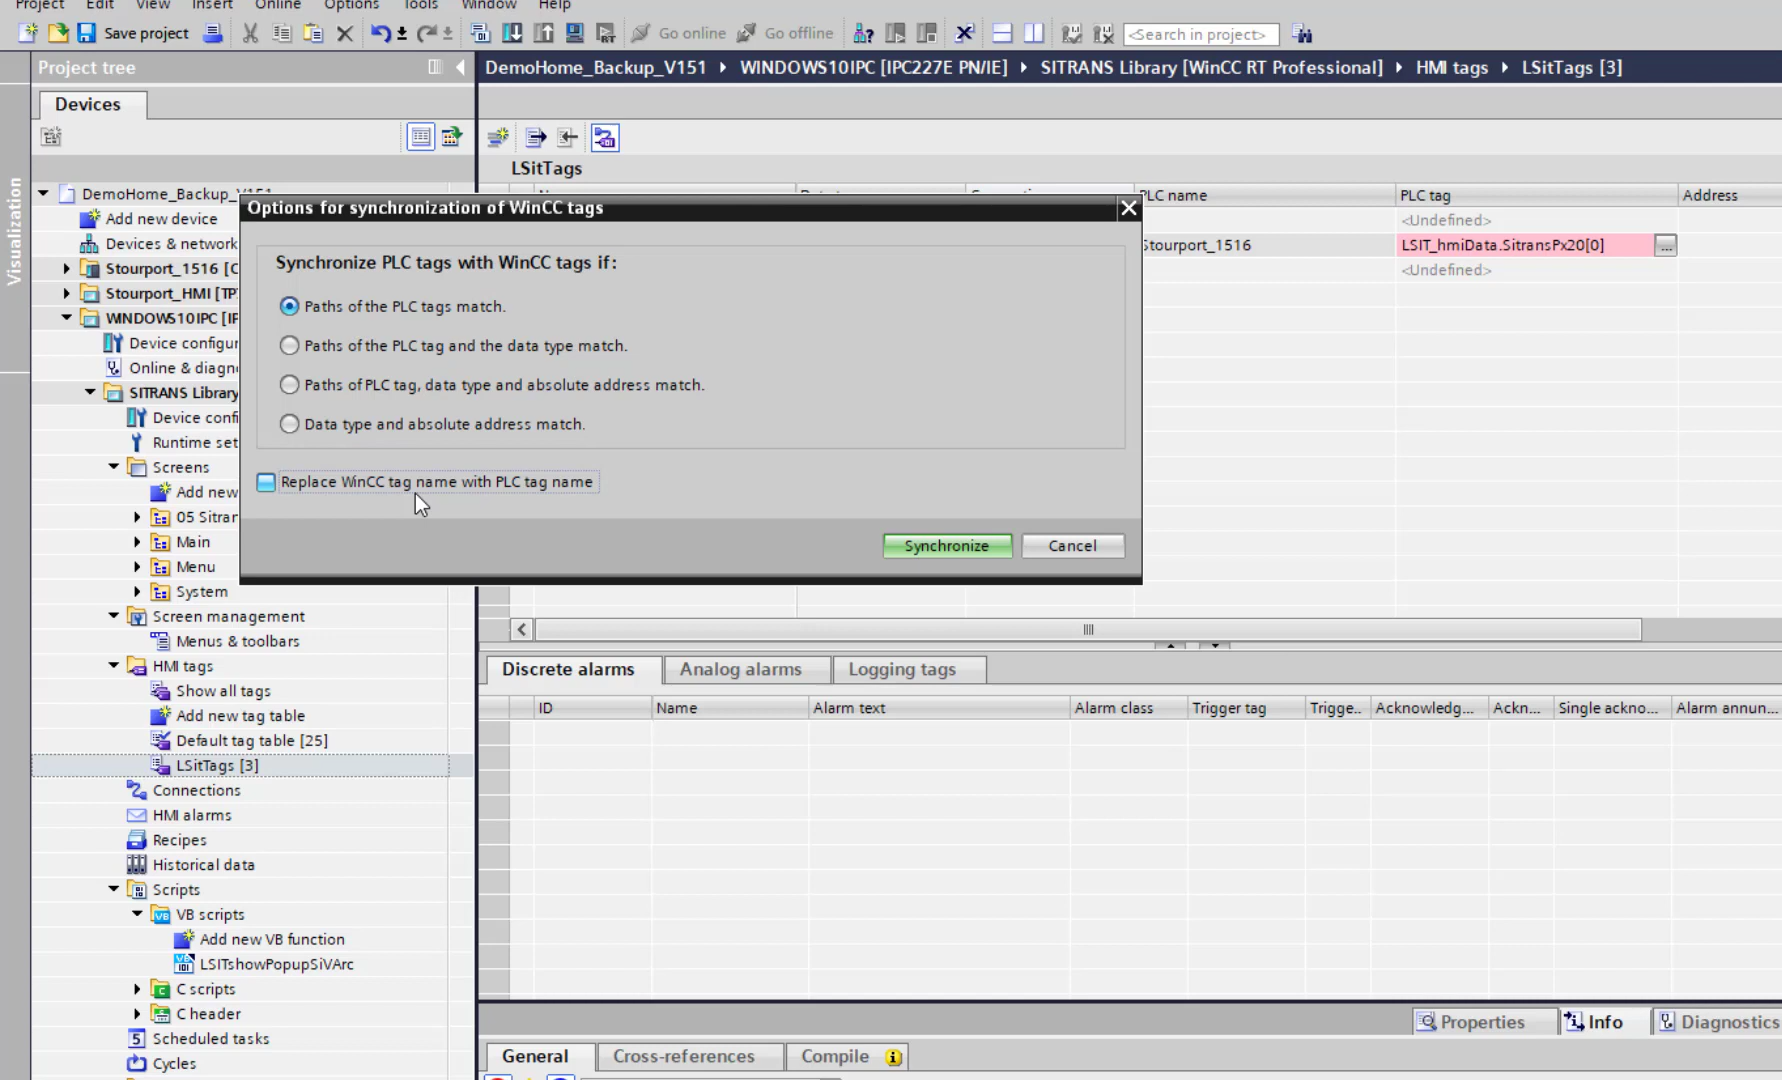 Project Edit View Insert Online Options Tools Window Help
Save project Go online Go offline <Search in project>
Project tree
DemoHome_Backup_V151 WINDOWS10IPC [IPC227E PN/IE] SITRANS Library [WinCC RT Professional] HMI tags LSitTags [3]
Devices
Visualization
LSitTags
PLC name PLC tag Address
<Undefined>
Stourport_1516 LSIT_hmiData.SitransPx20[0] ...
<Undefined>
DemoHome_Backup_V151
Add new device
Devices & network
Stourport_1516 [C
Stourport_HMI [TP
WINDOWS10IPC [IP
Device configur
Online & diagn
SITRANS Library
Device confi
Runtime set
Screens
Add new
05 Sitran
Main
Menu
System
Screen management
Menus & toolbars
HMI tags
Show all tags
Add new tag table
Default tag table [25]
LSitTags [3]
Connections
HMI alarms
Recipes
Historical data
Scripts
VB scripts
Add new VB function
LSITshowPopupSiVArc
C scripts
C header
Scheduled tasks
Cycles
Options for synchronization of WinCC tags
Synchronize PLC tags with WinCC tags if:
Paths of the PLC tags match.
Paths of the PLC tag and the data type match.
Paths of PLC tag, data type and absolute address match.
Data type and absolute address match.
Replace WinCC tag name with PLC tag name
Synchronize Cancel
Discrete alarms Analog alarms Logging tags
ID Name Alarm text Alarm class Trigger tag Trigge.. Acknowledg... Ackn... Single ackno... Alarm annun...
Properties Info Diagnostics
General Cross-references Compile